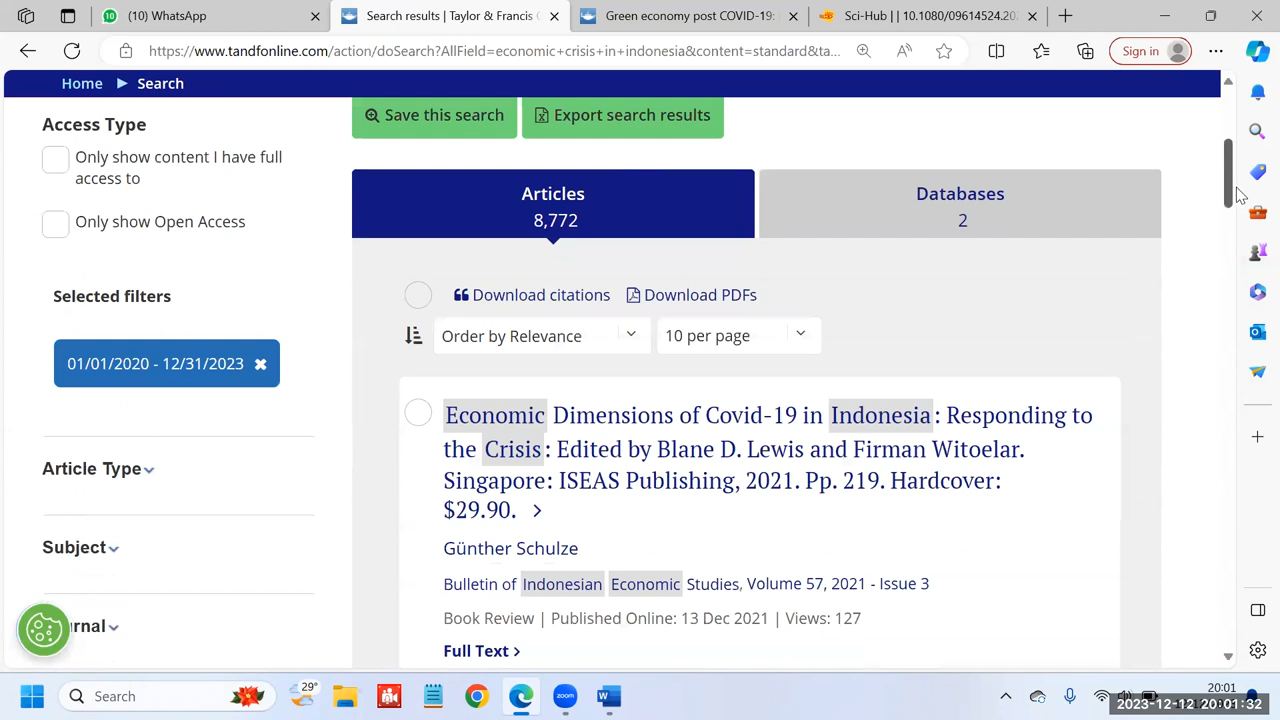 (10) WhatsApp
Search results | Taylor & Francis
Green economy post COVID-19:
Sci-Hub | | 10.1080/09614524.202
https://www.tandfonline.com/action/doSearch?AllField=economic+crisis+in+indonesia&content=standard&ta...
Sign in
Home
Search
Access Type
Only show content I have full
access to
Only show Open Access
Selected filters
01/01/2020 - 12/31/2023
Article Type
Subject
urnal
Save this search
Export search results
Articles
8,772
Databases
2
Download citations
Download PDFs
Order by Relevance
10 per page
Economic Dimensions of Covid-19 in Indonesia: Responding to
the Crisis: Edited by Blane D. Lewis and Firman Witoelar.
Singapore: ISEAS Publishing, 2021. Pp. 219. Hardcover:
$29.90.
Günther Schulze
Bulletin of Indonesian Economic Studies, Volume 57, 2021 - Issue 3
Book Review | Published Online: 13 Dec 2021 | Views: 127
Full Text
Search
29°
zoom
20:01
2023-12-12 20:01:32